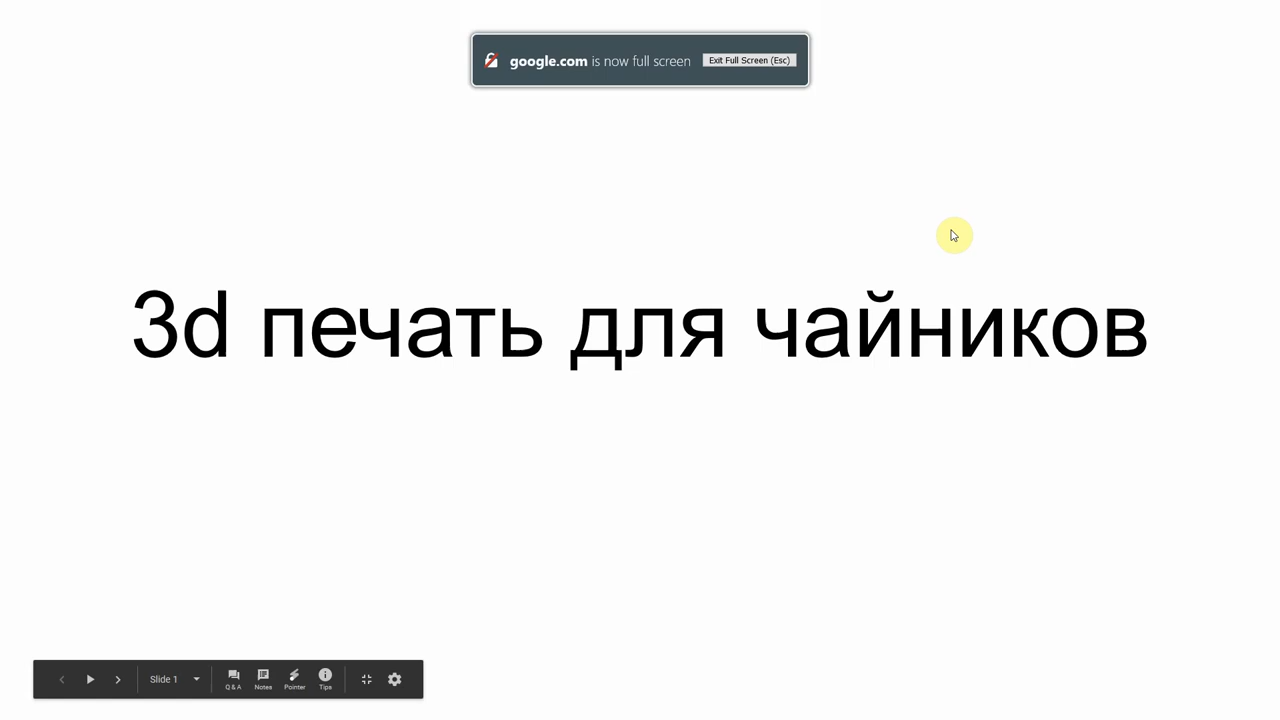 google.com is now full screen Exit Full Screen (Esc)
3d печать для чайников
Slide 1 Q & A Notes Pointer Tips